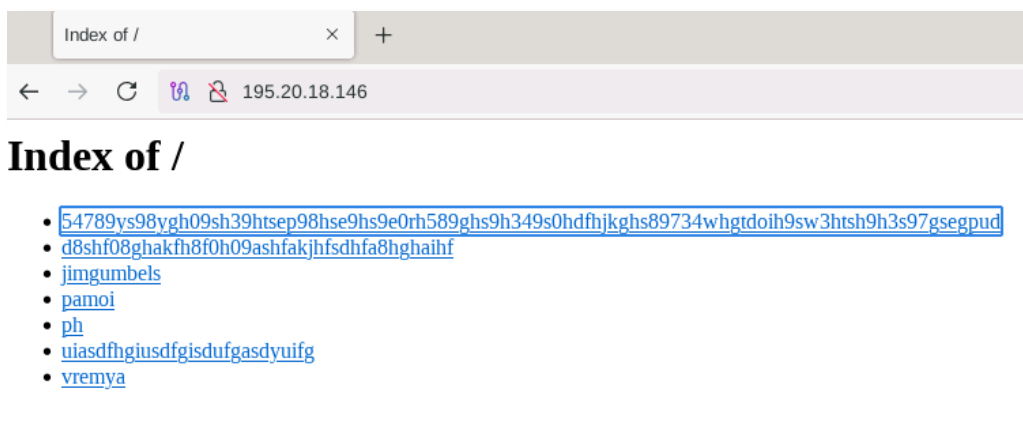 Index of /
195.20.18.146
Index of /
54789ys98ygh09sh39htsep98hse9hs9e0rh589ghs9h349s0hdfhjkghs89734whgtdoih9sw3htsh9h3s97gsegpud
d8shf08ghakfh8f0h09ashfakjhfsdhfa8hghaihf
jimgumbels
pamoi
ph
uiasdfhgiusdfgisdufgasdyuifg
vremya